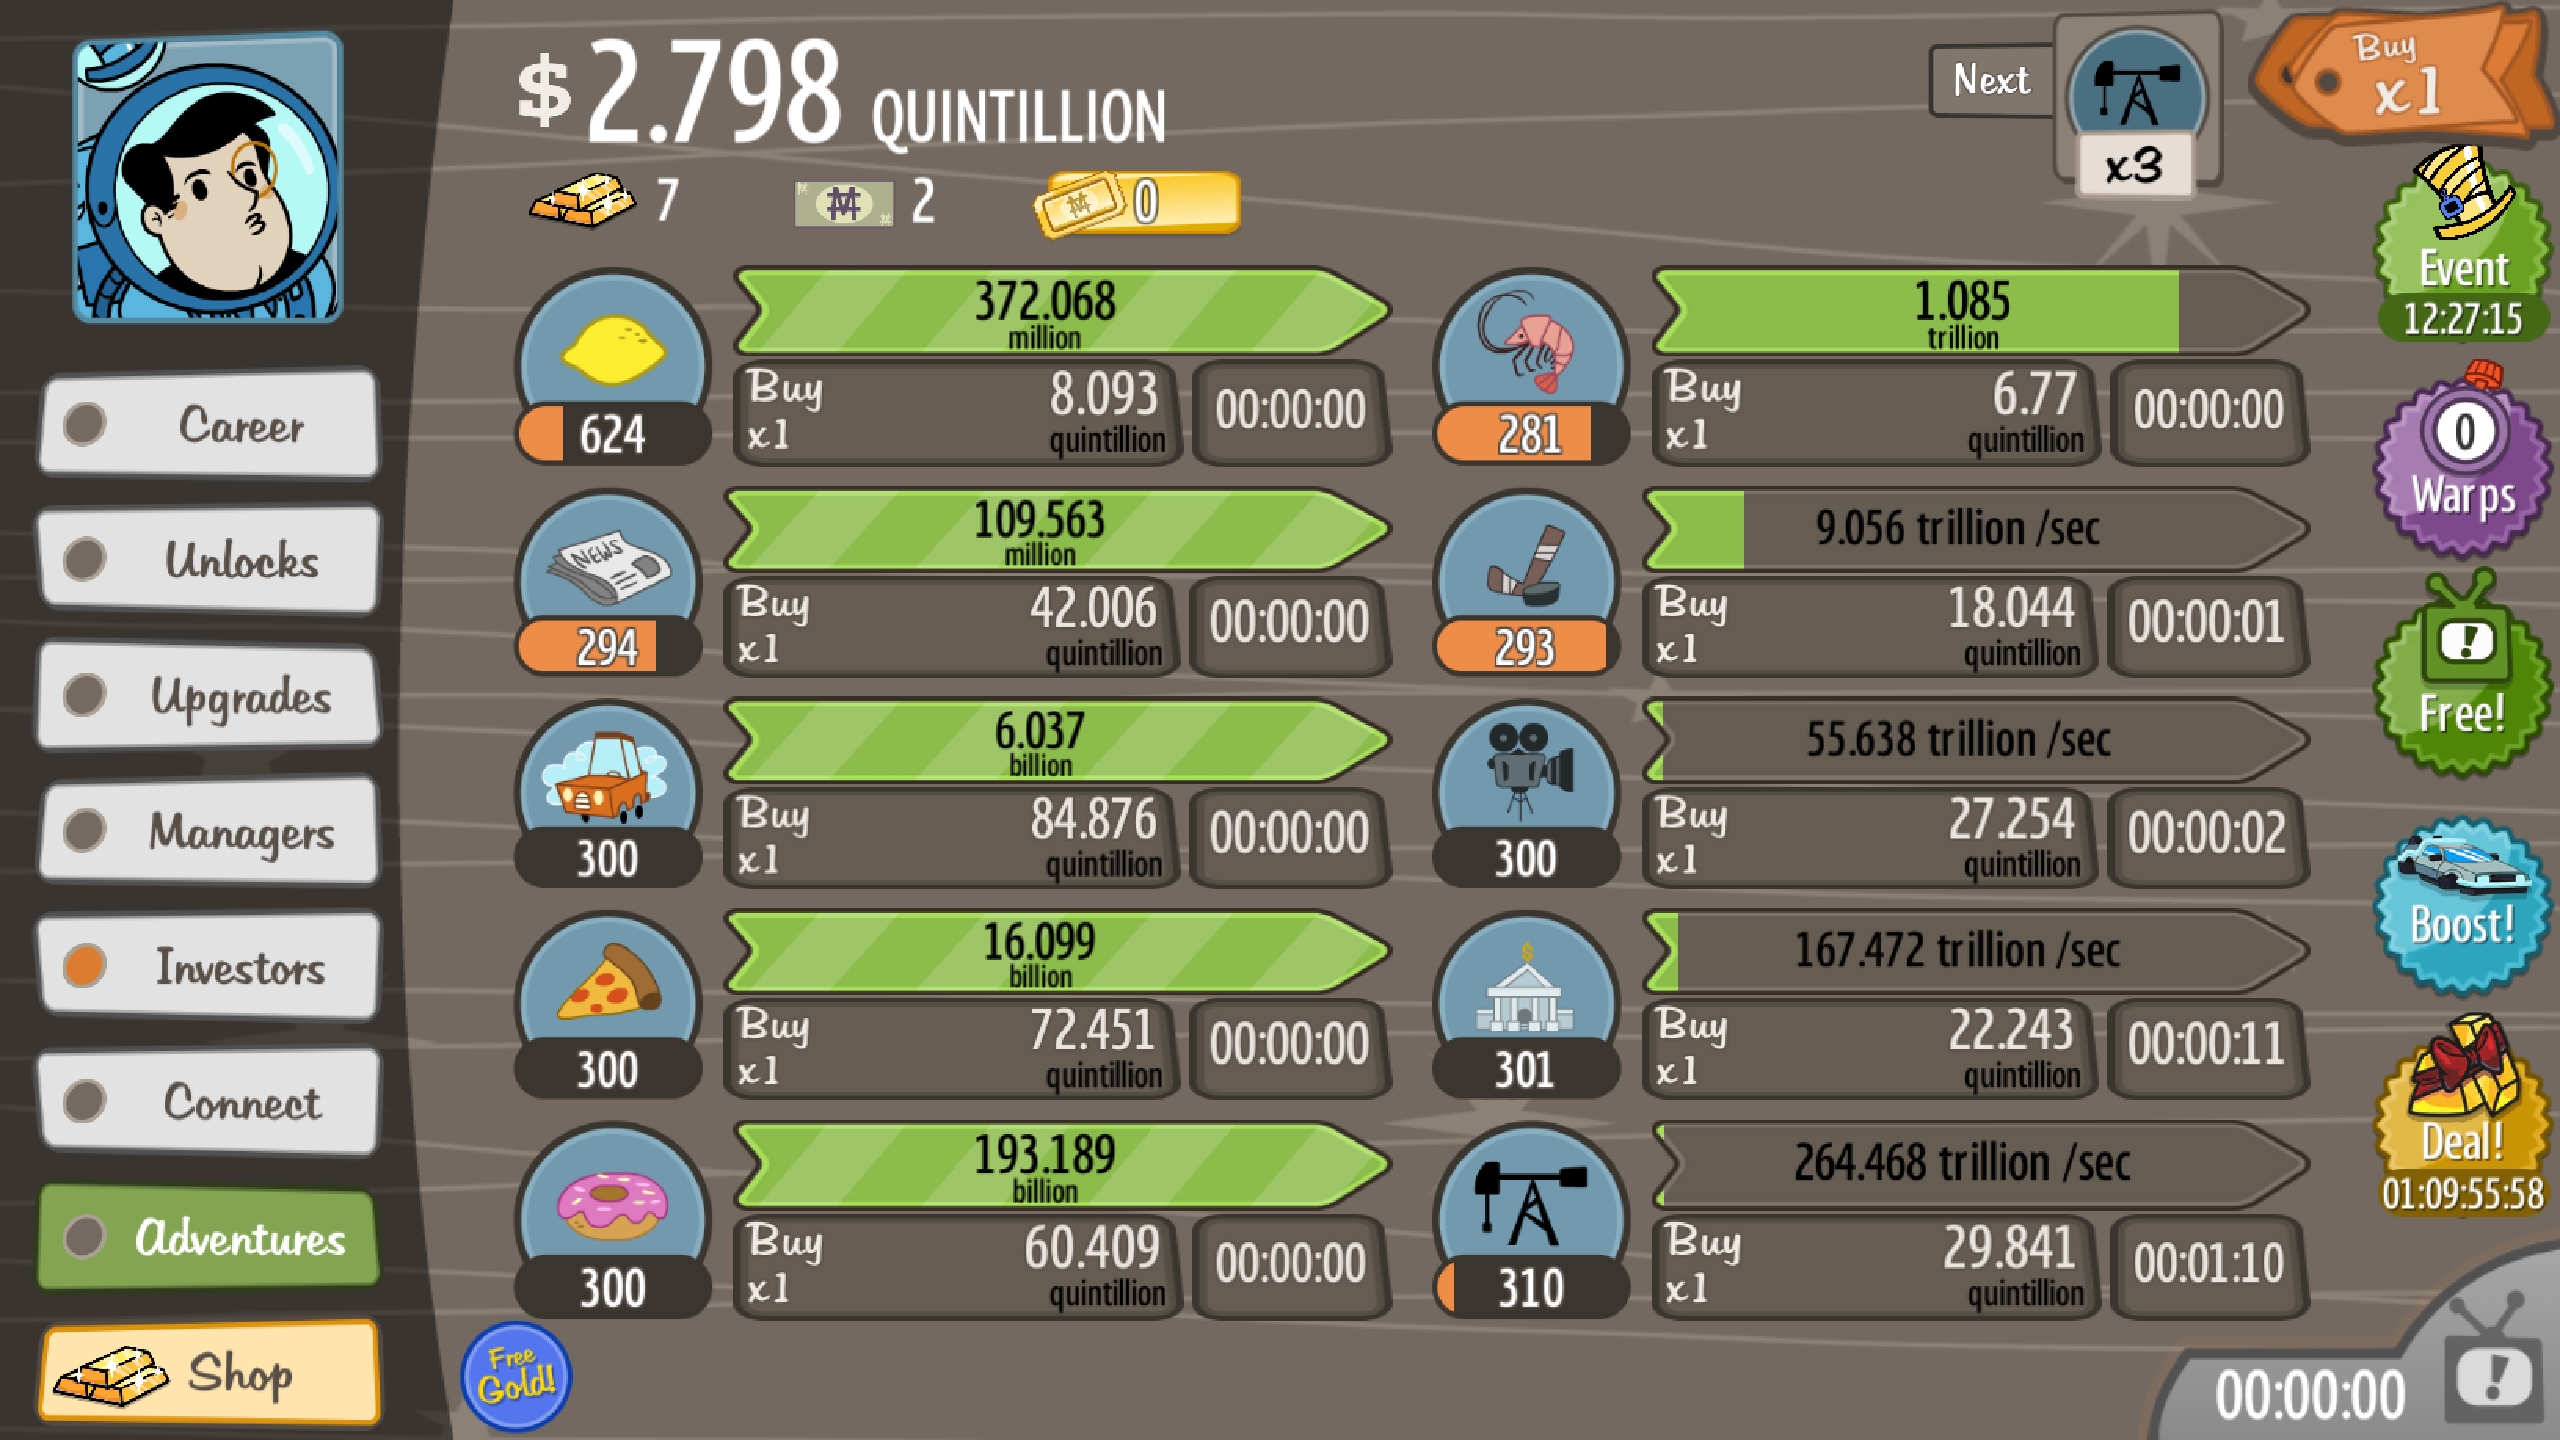 $2.798 QUINTILLION
7
2
0
Next
x3
Buy
x1
Event
12:27:15
0
Warps
!
Free!
Boost!
Deal!
01:09:55:58
Career
Unlocks
Upgrades
Managers
Investors
Connect
Adventures
Shop
372.068
million
624
Buy
x1
8.093
quintillion
00:00:00
NEWS
109.563
million
294
Buy
x1
42.006
quintillion
00:00:00
6.037
billion
300
Buy
x1
84.876
quintillion
00:00:00
16.099
billion
300
Buy
x1
72.451
quintillion
00:00:00
193.189
billion
300
Buy
x1
60.409
quintillion
00:00:00
1.085
trillion
281
Buy
x1
6.77
quintillion
00:00:00
9.056 trillion /sec
293
Buy
x1
18.044
quintillion
00:00:01
55.638 trillion /sec
300
Buy
x1
27.254
quintillion
00:00:02
167.472 trillion /sec
$
301
Buy
x1
22.243
quintillion
00:00:11
264.468 trillion /sec
310
Buy
x1
29.841
quintillion
00:01:10
Free
Gold!
00:00:00
!